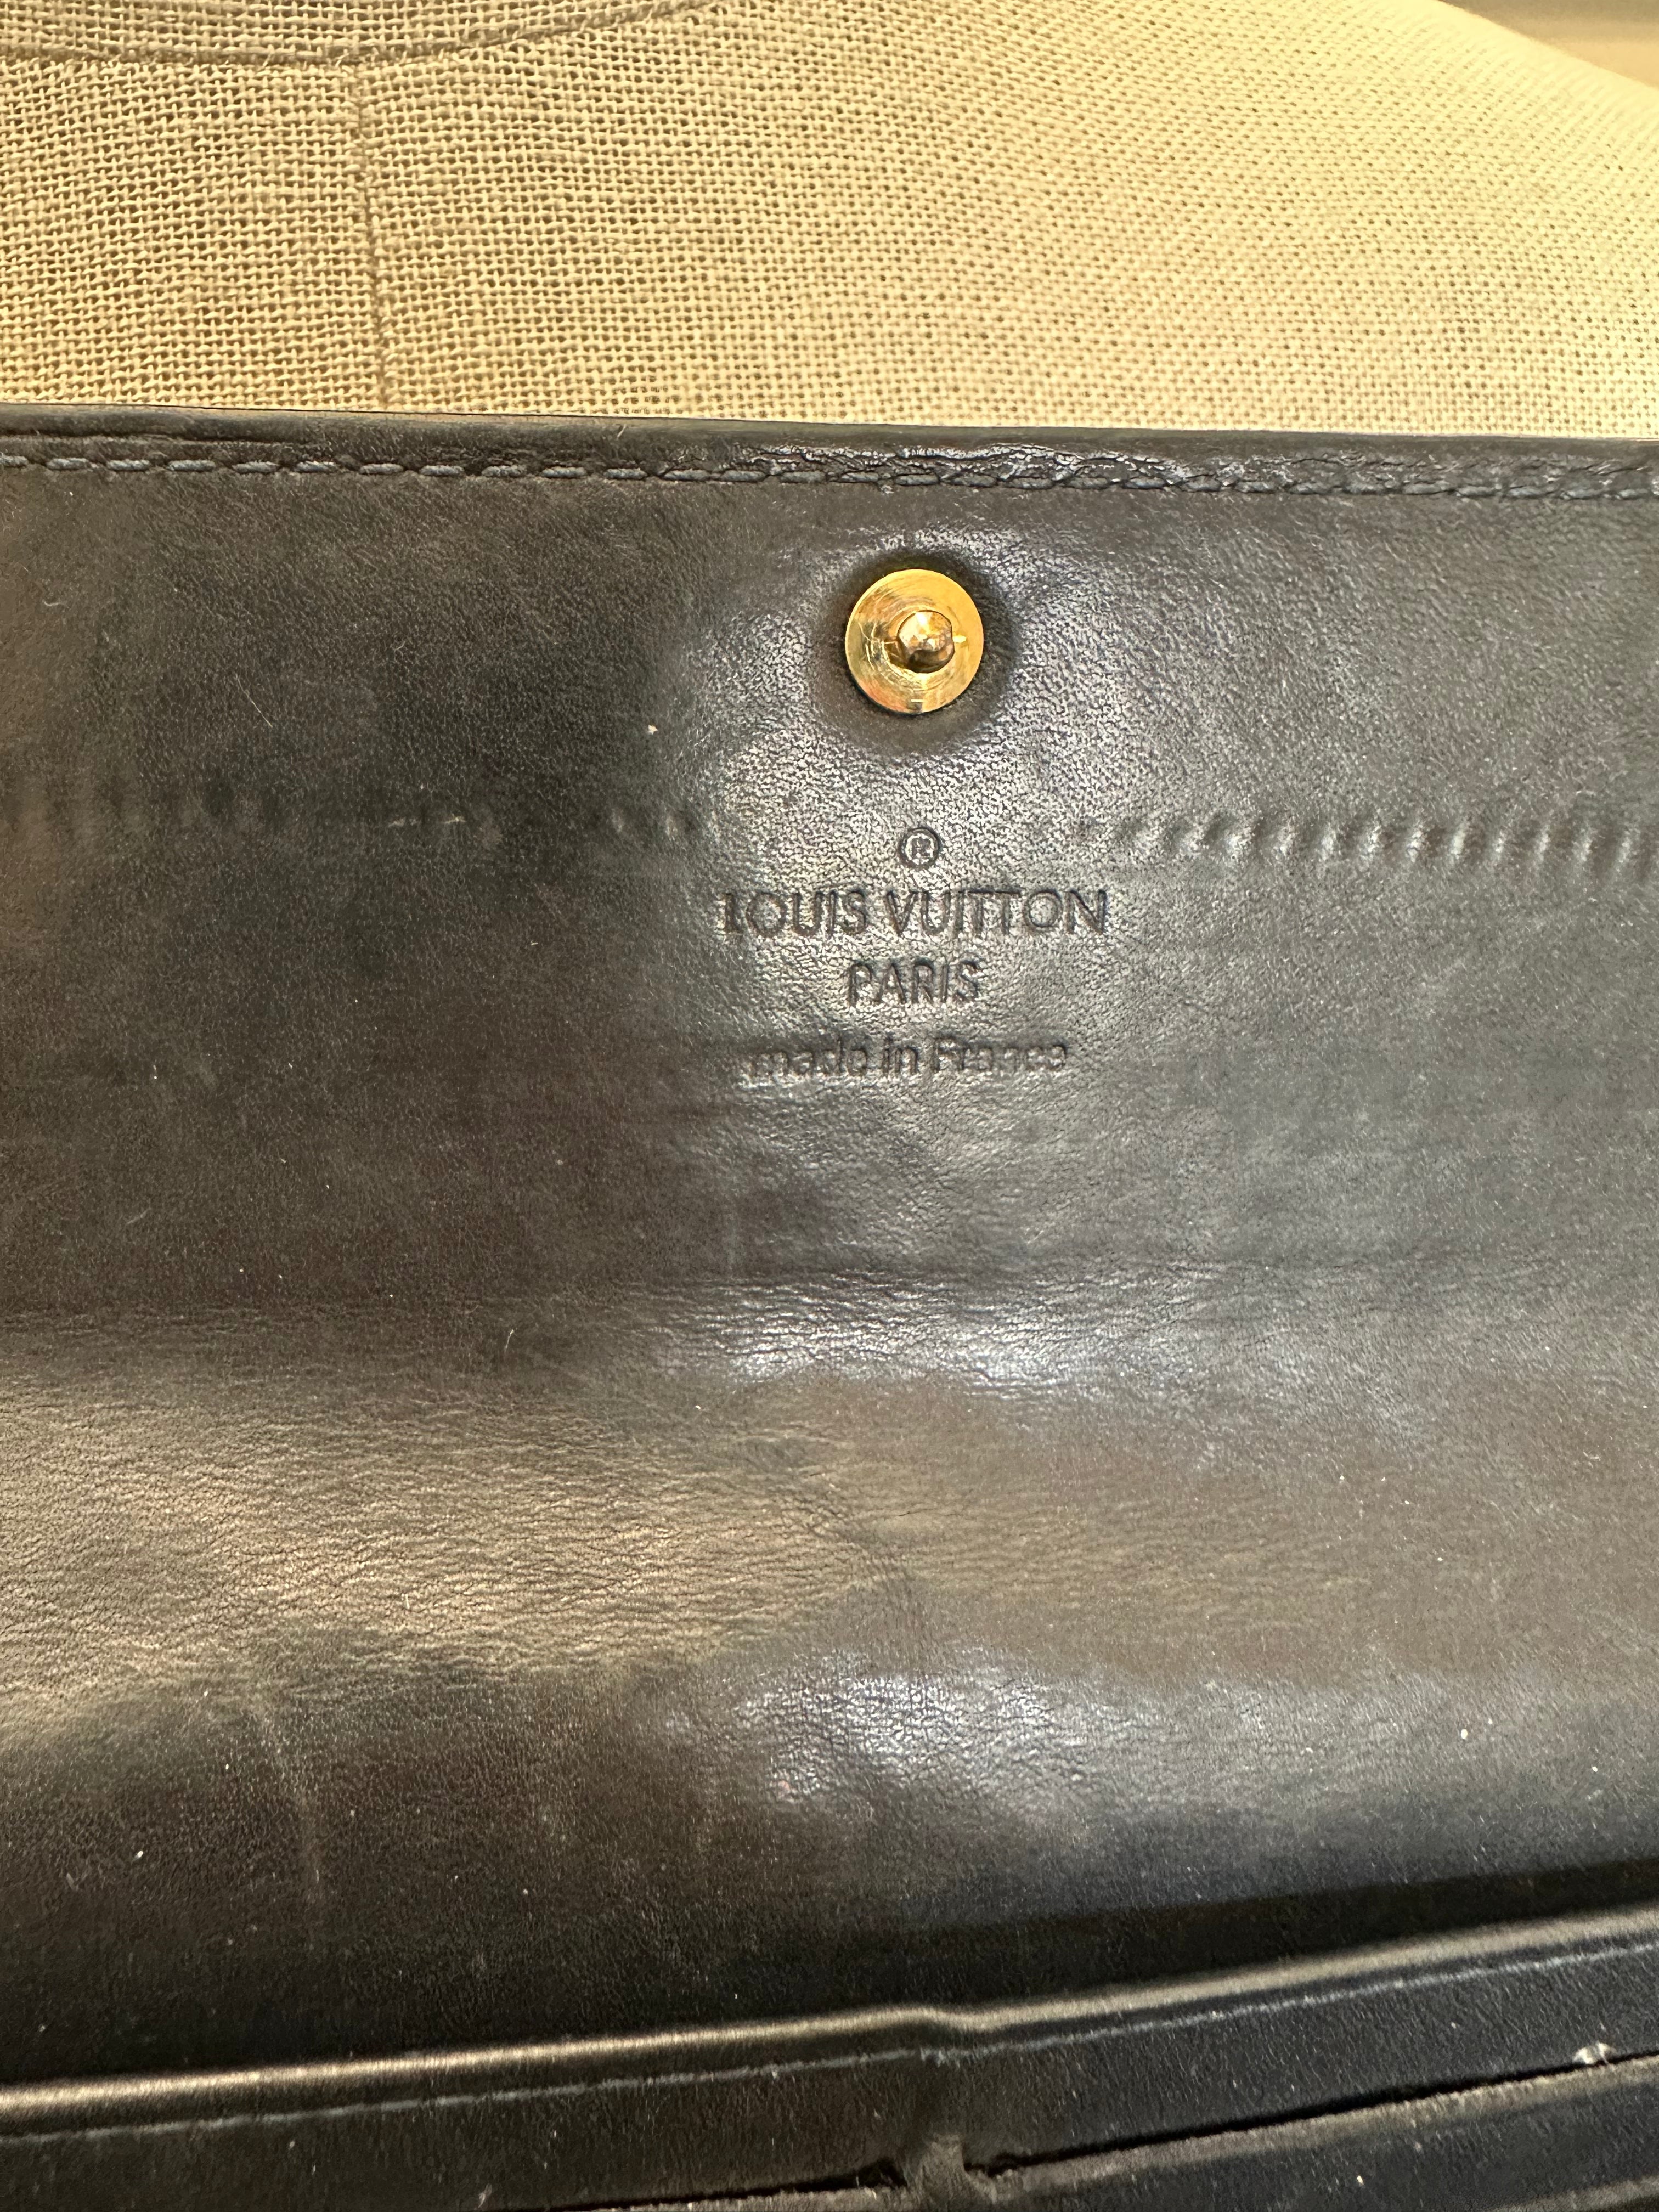 ®
LOUIS VUITTON
PARIS
made in France